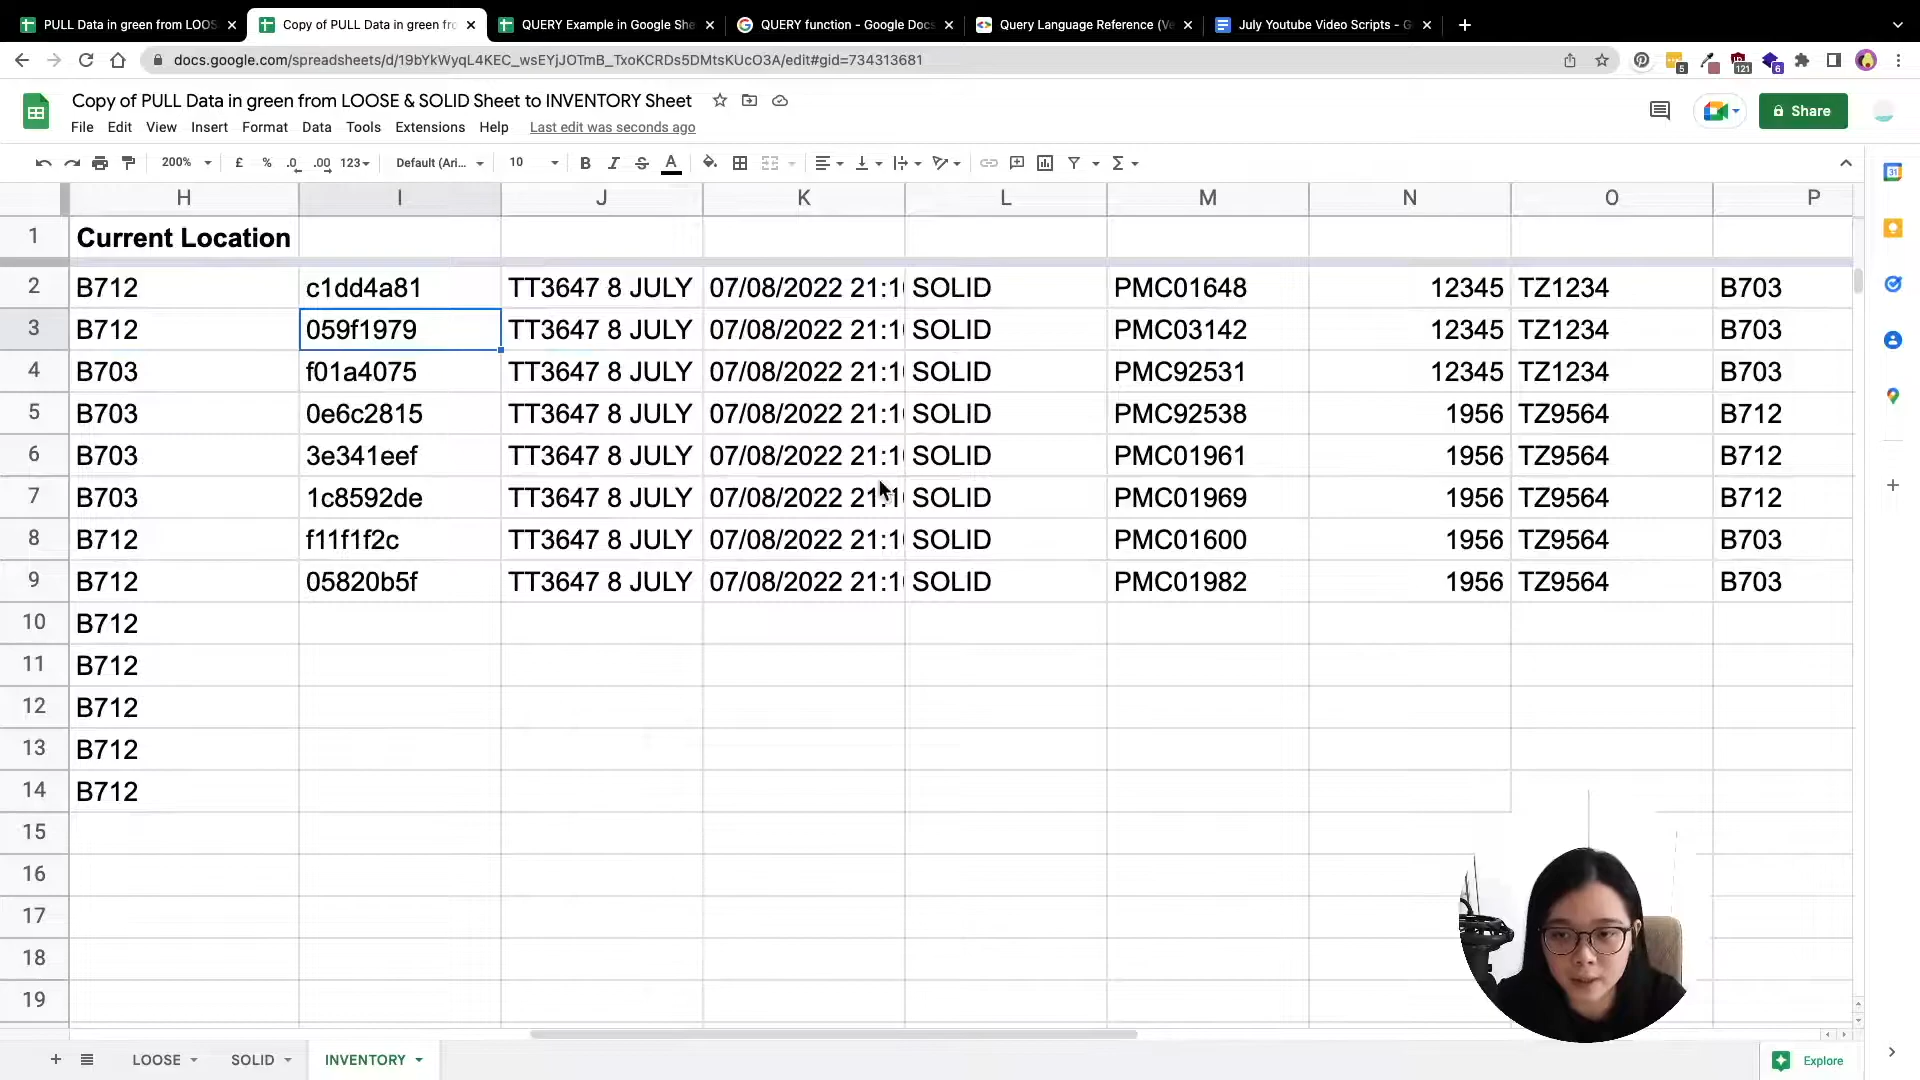 PULL Data in green from LOOS
Copy of PULL Data in green fro
QUERY Example in Google She
QUERY function - Google Docs
Query Language Reference (Ve
July Youtube Video Scripts - G
docs.google.com/spreadsheets/d/19bYkWyqL4KEC_wsEYjJOTmB_TxoKCRDs5DMtsKUcO3A/edit#gid=734313681
5
121
6
Copy of PULL Data in green from LOOSE & SOLID Sheet to INVENTORY Sheet
Share
File Edit View Insert Format Data Tools Extensions Help Last edit was seconds ago
200% £ % .0 .00 123 Default (Ari... 10 B I S A Σ
31
H I J K L M N O P
1 Current Location
2 B712 c1dd4a81 TT3647 8 JULY 07/08/2022 21:1 SOLID PMC01648 12345 TZ1234 B703
3 B712 059f1979 TT3647 8 JULY 07/08/2022 21:1 SOLID PMC03142 12345 TZ1234 B703
4 B703 f01a4075 TT3647 8 JULY 07/08/2022 21:1 SOLID PMC92531 12345 TZ1234 B703
5 B703 0e6c2815 TT3647 8 JULY 07/08/2022 21:1 SOLID PMC92538 1956 TZ9564 B712
6 B703 3e341eef TT3647 8 JULY 07/08/2022 21:1 SOLID PMC01961 1956 TZ9564 B712
7 B703 1c8592de TT3647 8 JULY 07/08/2022 21:1 SOLID PMC01969 1956 TZ9564 B712
8 B712 f11f1f2c TT3647 8 JULY 07/08/2022 21:1 SOLID PMC01600 1956 TZ9564 B703
9 B712 05820b5f TT3647 8 JULY 07/08/2022 21:1 SOLID PMC01982 1956 TZ9564 B703
10 B712
11 B712
12 B712
13 B712
14 B712
15
16
17
18
19
LOOSE SOLID INVENTORY
Explore